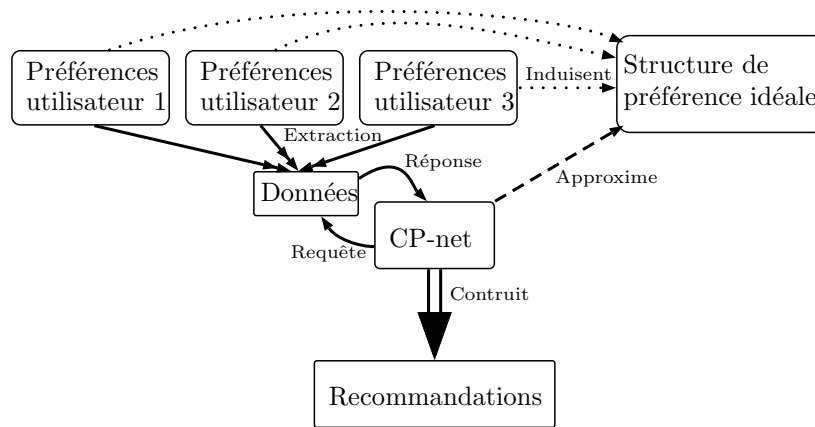 Préférences
utilisateur 1
Préférences
utilisateur 2
Préférences
utilisateur 3
Induisent
Structure de
préférence idéale
Extraction
Données
Réponse
Approxime
Requête
CP-net
Contruit
Recommandations